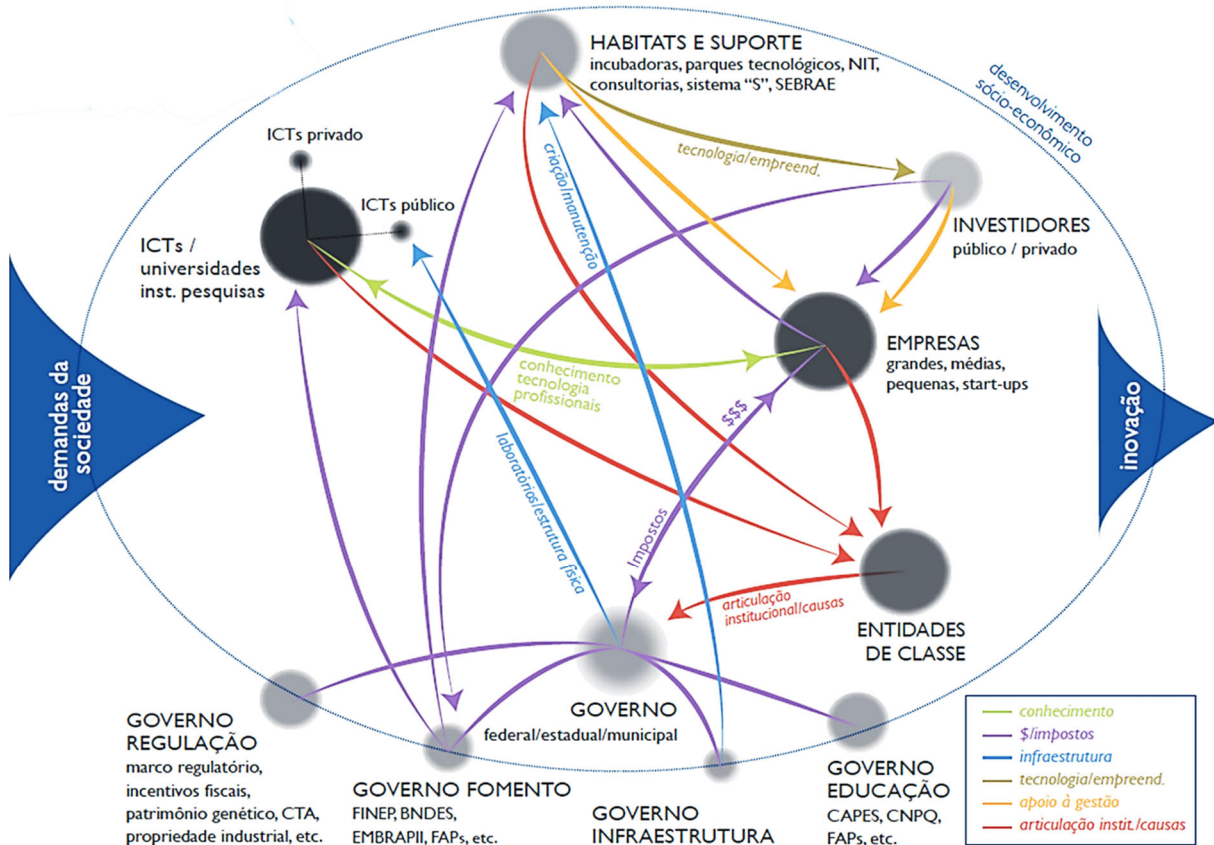 HABITATS E SUPORTE
incubadoras, parques tecnológicos, NIT,
consultorias, sistema “S”, SEBRAE
desenvolvimento
sócio-econômico
ICTs privado
ICTs público
ICTs /
universidades
inst. pesquisas
tecnologia/empreend.
criação/manutenção
INVESTIDORES
público / privado
EMPRESAS
grandes, médias,
pequenas, start-ups
conhecimento
tecnologia
profissionais
demandas da
sociedade
inovação
$$$
Impostos
laboratórios/estrutura física
articulação
institucional/causas
ENTIDADES
DE CLASSE
GOVERNO
federal/estadual/municipal
GOVERNO
REGULAÇÃO
marco regulatório,
incentivos fiscais,
patrimônio genético, CTA,
propriedade industrial, etc.
GOVERNO FOMENTO
FINEP, BNDES,
EMBRAPII, FAPs, etc.
GOVERNO
INFRAESTRUTURA
GOVERNO
EDUCAÇÃO
CAPES, CNPQ,
FAPs, etc.
conhecimento
$/impostos
infraestrutura
tecnologia/empreend.
apoio à gestão
articulação instit./causas